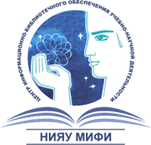 ЦЕНТР ИНФОРМАЦИОННО-БИБЛИОТЕЧНОГО ОБЕСПЕЧЕНИЯ УЧЕБНО-НАУЧНОЙ ДЕЯТЕЛЬНОСТИ
НИЯУ МИФИ